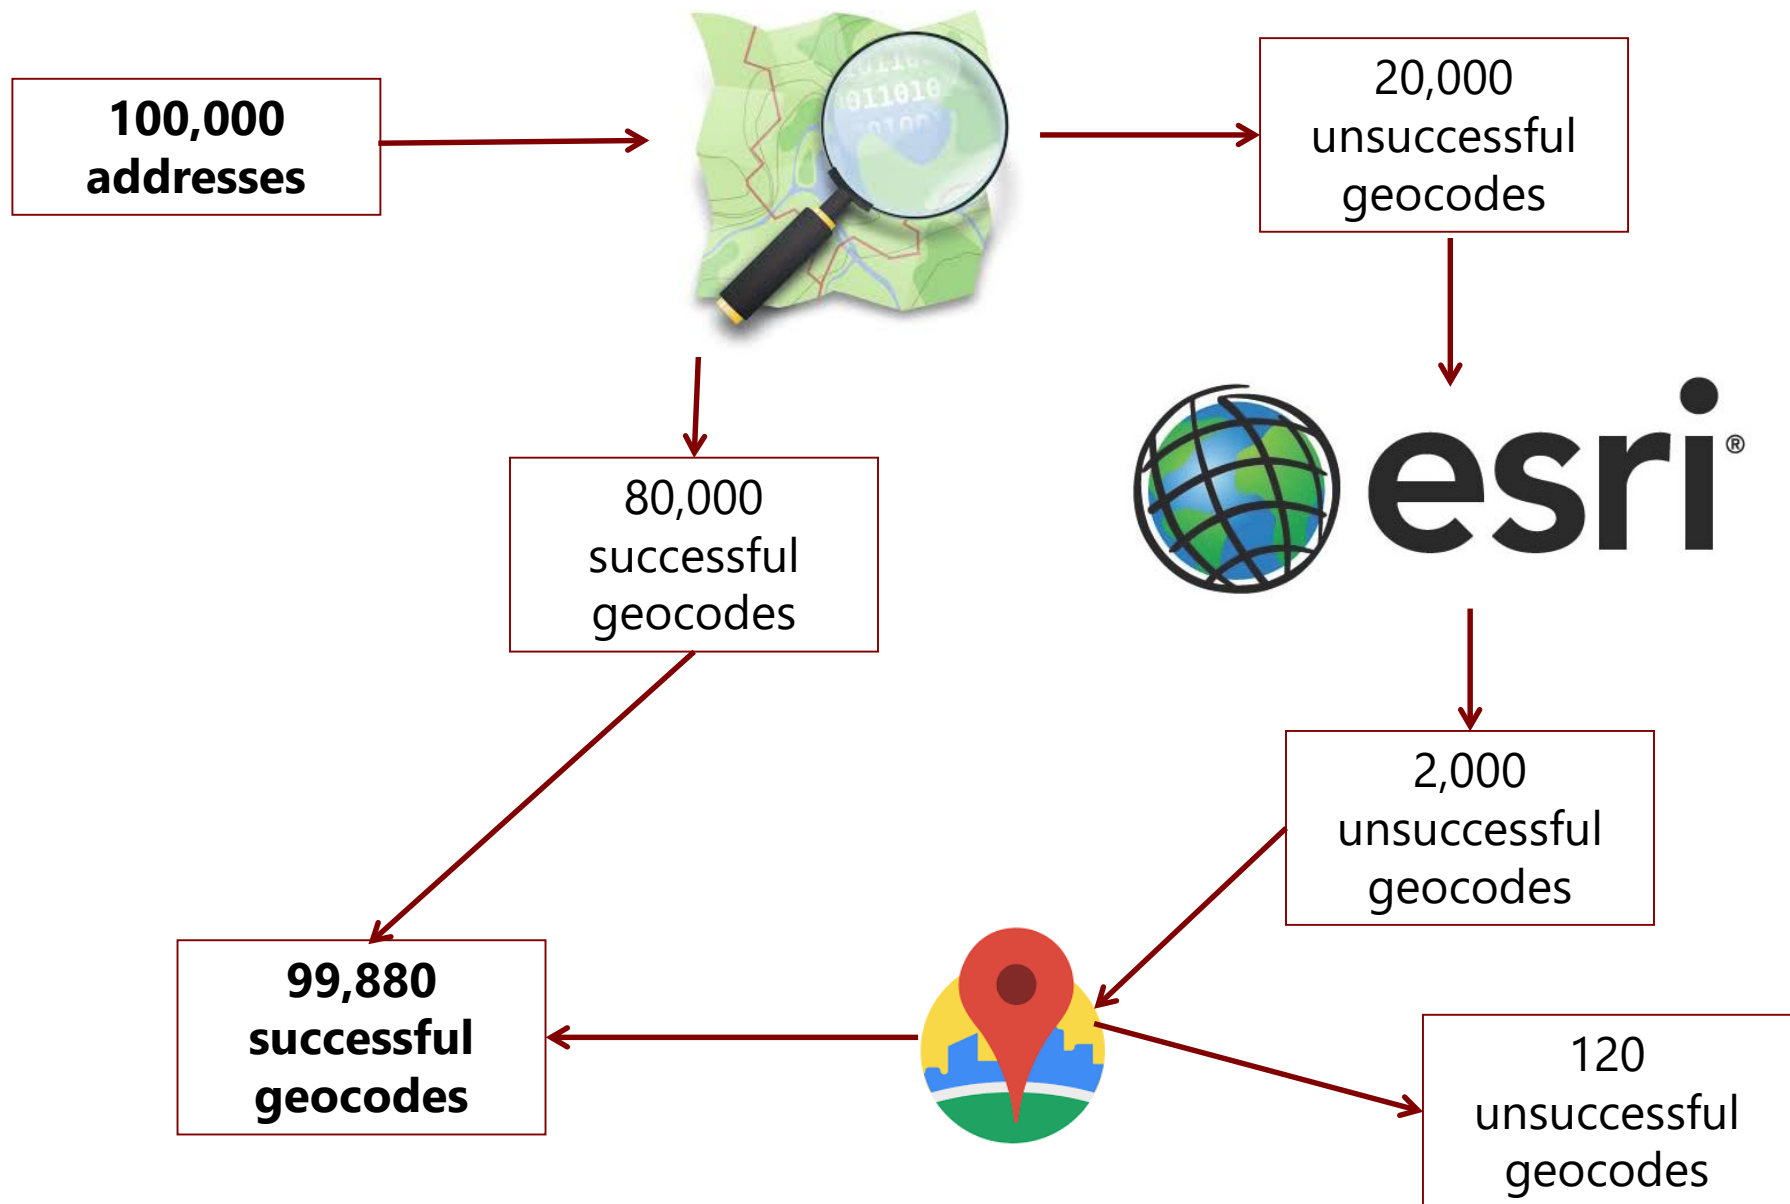 100,000
addresses
20,000
unsuccessful
geocodes
80,000
successful
geocodes
esri®
2,000
unsuccessful
geocodes
99,880
successful
geocodes
120
unsuccessful
geocodes